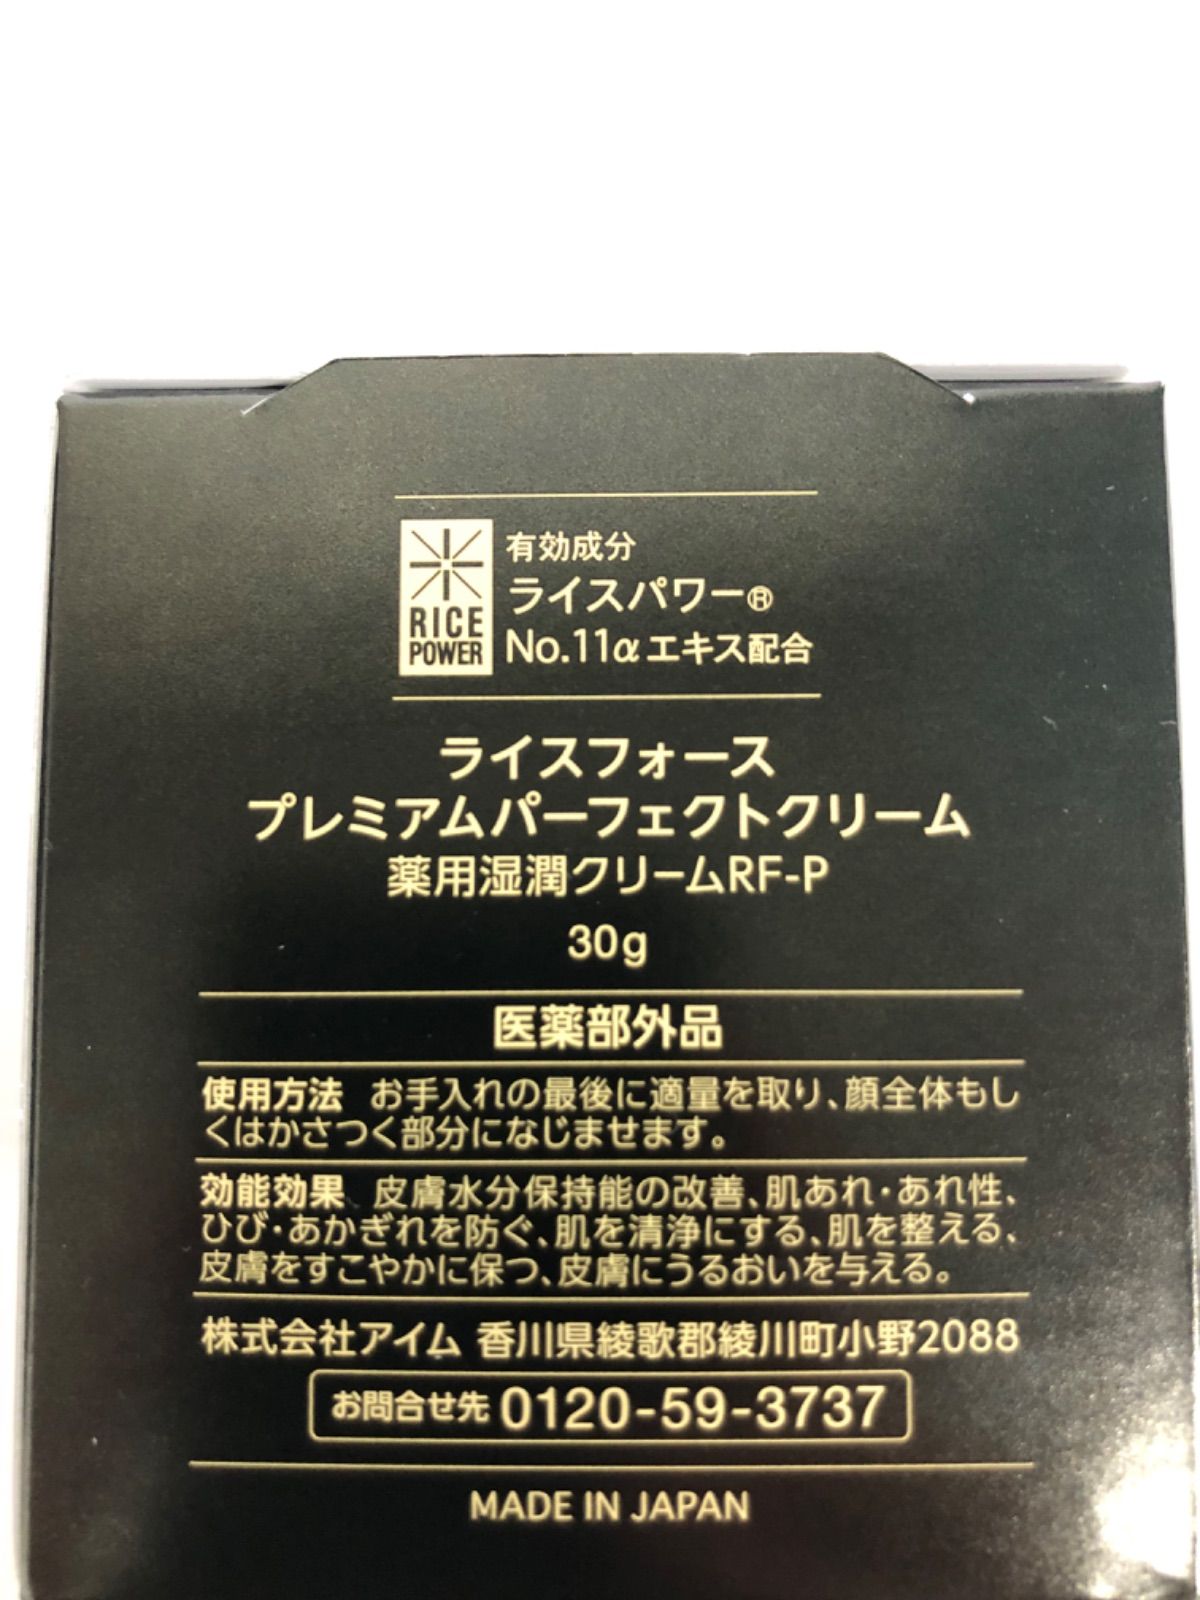 RICE
POWER
有効成分
ライスパワー®
No.11αエキス配合
ライスフォース
プレミアムパーフェクトクリーム
薬用湿潤クリームRF-P
30g
医薬部外品
使用方法 お手入れの最後に適量を取り、顔全体もし
くはかさつく部分になじませます。
効能効果 皮膚水分保持能の改善、肌あれ・あれ性、
ひび・あかぎれを防ぐ、肌を清浄にする、肌を整える、
皮膚をすこやかに保つ、皮膚にうるおいを与える。
株式会社アイム 香川県綾歌郡綾川町小野2088
お問合せ先 0120-59-3737
MADE IN JAPAN